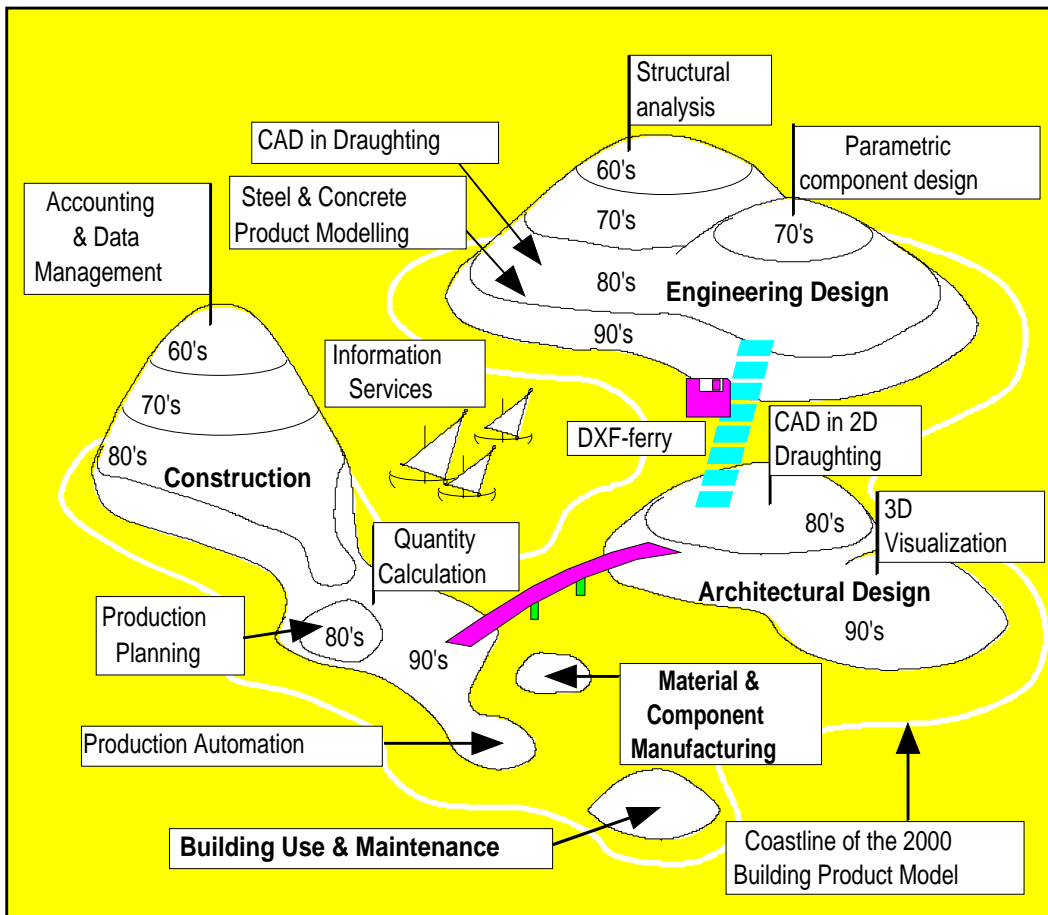 Structural
analysis
CAD in Draughting
Parametric
component design
60's
Steel & Concrete
Product Modelling
Accounting
& Data
Management
70's
70's
80's
Engineering Design
90's
60's
Information
Services
70's
DXF-ferry
CAD in 2D
Draughting
80's
Construction
80's
3D
Visualization
Quantity
Calculation
Architectural Design
Production
Planning
80's
90's
90's
Material &
Component
Manufacturing
Production Automation
Building Use & Maintenance
Coastline of the 2000
Building Product Model